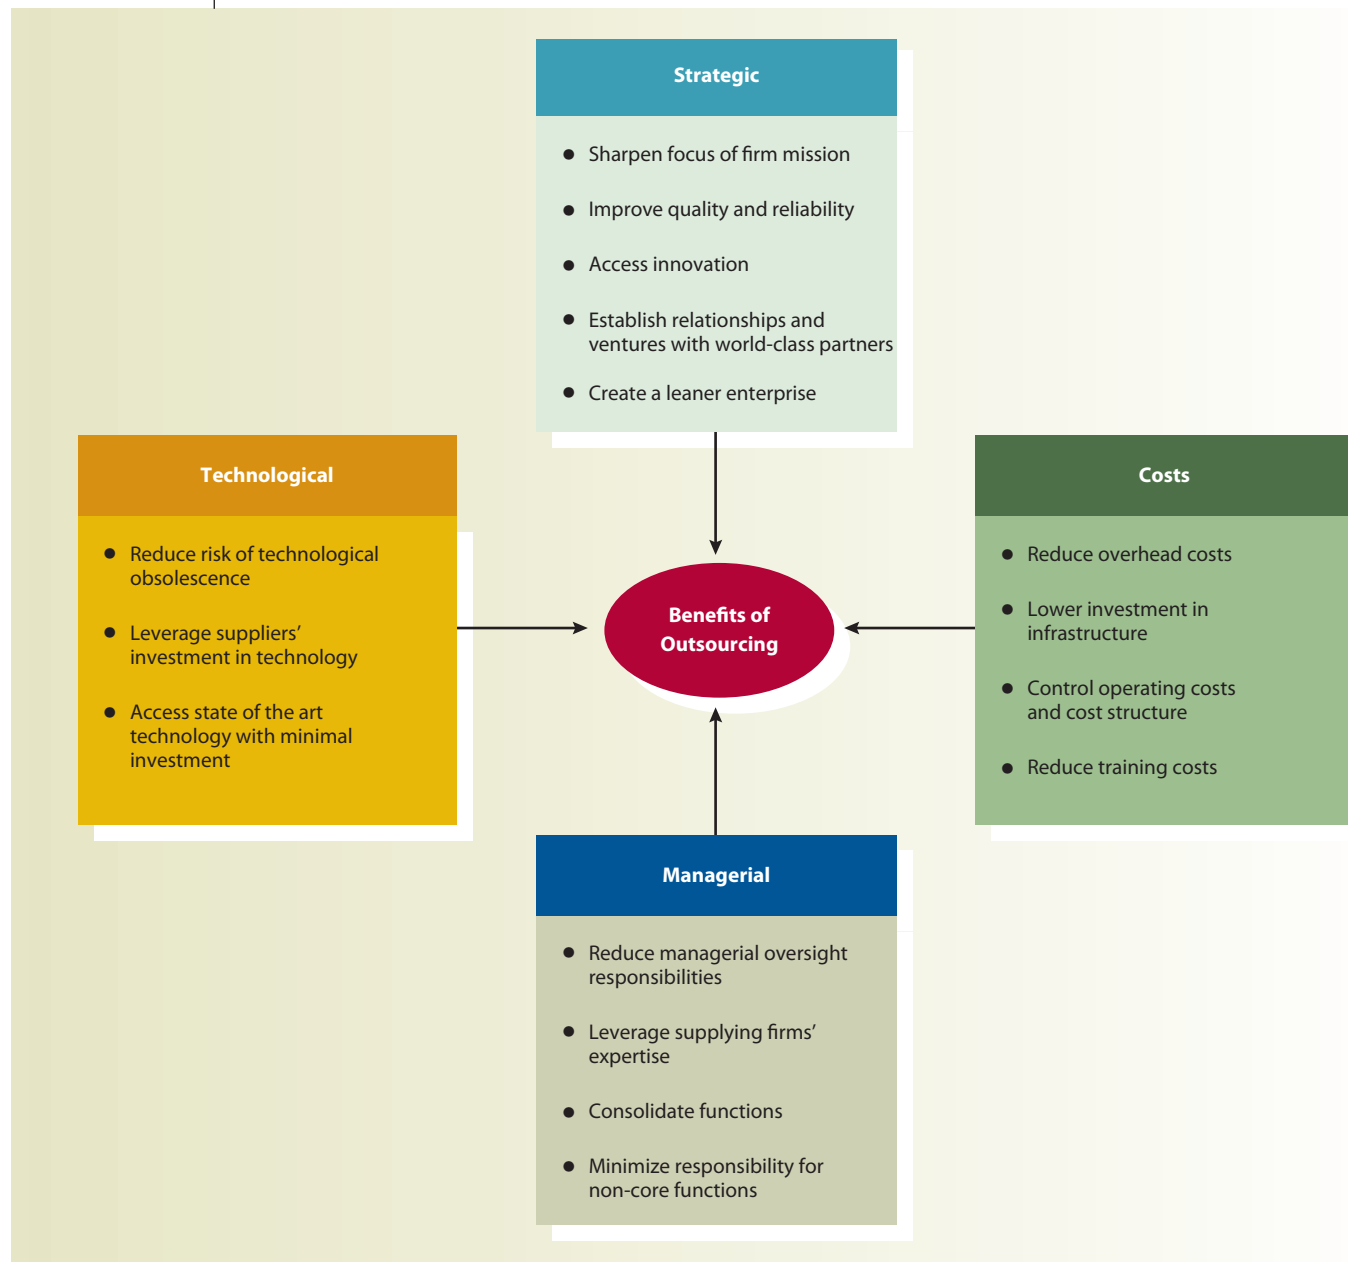 Strategic
Sharpen focus of firm mission
Improve quality and reliability
Access innovation
Establish relationships and
ventures with world-class partners
Create a leaner enterprise
Technological
Reduce risk of technological
obsolescence
Leverage suppliers’
investment in technology
Access state of the art
technology with minimal
investment
Benefits of
Outsourcing
Costs
Reduce overhead costs
Lower investment in
infrastructure
Control operating costs
and cost structure
Reduce training costs
Managerial
Reduce managerial oversight
responsibilities
Leverage supplying firms’
expertise
Consolidate functions
Minimize responsibility for
non-core functions